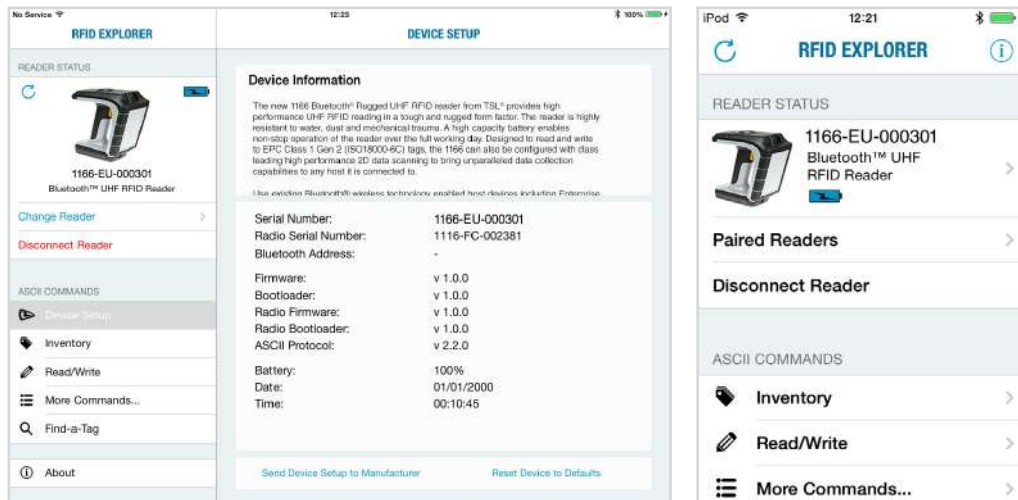 No Service
12:23
100%
RFID EXPLORER
DEVICE SETUP
READER STATUS
1166-EU-000301
Bluetooth™ UHF RFID Reader
Change Reader
Disconnect Reader
ASCII COMMANDS
Device Setup
Inventory
Read/Write
More Commands...
Find-a-Tag
About
Device Information
The new 1166 Bluetooth® Rugged UHF RFID reader from TSL® provides high
performance UHF RFID reading in a tough and rugged form factor. The reader is highly
resistant to water, dust and mechanical trauma. A high capacity battery enables
non-stop operation of the reader over the full working day. Designed to read and write
to EPC Class 1 Gen 2 (ISO18000-6C) tags, the 1166 can also be configured with class
leading high performance 2D data scanning to bring unparalleled data collection
capabilities to any host it is connected to.
Use existing Bluetooth® wireless technology enabled host devices including Enterprise
Serial Number: 1166-EU-000301
Radio Serial Number: 1116-FC-002381
Bluetooth Address: -
Firmware: v 1.0.0
Bootloader: v 1.0.0
Radio Firmware: v 1.0.0
Radio Bootloader: v 1.0.0
ASCII Protocol: v 2.2.0
Battery: 100%
Date: 01/01/2000
Time: 00:10:45
Send Device Setup to Manufacturer
Reset Device to Defaults
iPod
12:21
RFID EXPLORER
READER STATUS
1166-EU-000301
Bluetooth™ UHF
RFID Reader
Paired Readers
Disconnect Reader
ASCII COMMANDS
Inventory
Read/Write
More Commands...